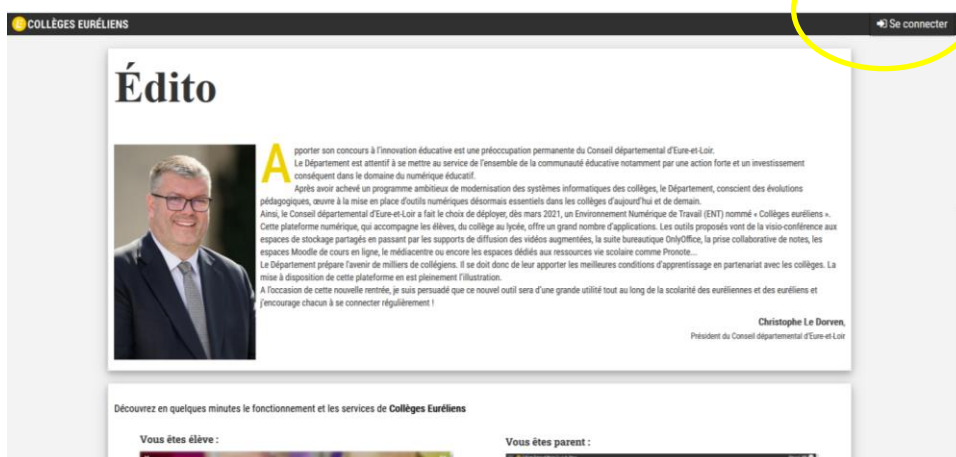 COLLÈGES EURÉLIENS
Se connecter
Édito
Apporter son concours à l'innovation éducative est une préoccupation permanente du Conseil départemental d'Eure-et-Loir.
Le Département est attentif à se mettre au service de l'ensemble de la communauté éducative notamment par une action forte et un investissement
conséquent dans le domaine du numérique éducatif.
Après avoir achevé un programme ambitieux de modernisation des systèmes informatiques des collèges, le Département, conscient des évolutions
pédagogiques, œuvre à la mise en place d'outils numériques désormais essentiels dans les collèges d'aujourd'hui et de demain.
Ainsi, le Conseil départemental d'Eure-et-Loir a fait le choix de déployer, dès mars 2021, un Environnement Numérique de Travail (ENT) nommé « Collèges euréliens ».
Cette plateforme numérique, qui accompagne les élèves, du collège au lycée, offre un grand nombre d'applications. Les outils proposés vont de la visio-conférence aux
espaces de stockage partagés en passant par les supports de diffusion des vidéos augmentées, la suite bureautique OnlyOffice, la prise collaborative de notes, les
espaces Moodle de cours en ligne, le médiacentre ou encore les espaces dédiés aux ressources vie scolaire comme Pronote...
Le Département prépare l'avenir de milliers de collégiens. Il se doit donc de leur apporter les meilleures conditions d'apprentissage en partenariat avec les collèges. La
mise à disposition de cette plateforme en est pleinement l'illustration.
A l'occasion de cette nouvelle rentrée, je suis persuadé que ce nouvel outil sera d'une grande utilité tout au long de la scolarité des euréliennes et des euréliens et
j'encourage chacun à se connecter régulièrement !
Christophe Le Dorven,
Président du Conseil départemental d'Eure-et-Loir
Découvrez en quelques minutes le fonctionnement et les services de Collèges Euréliens
Vous êtes élève :
Vous êtes parent :